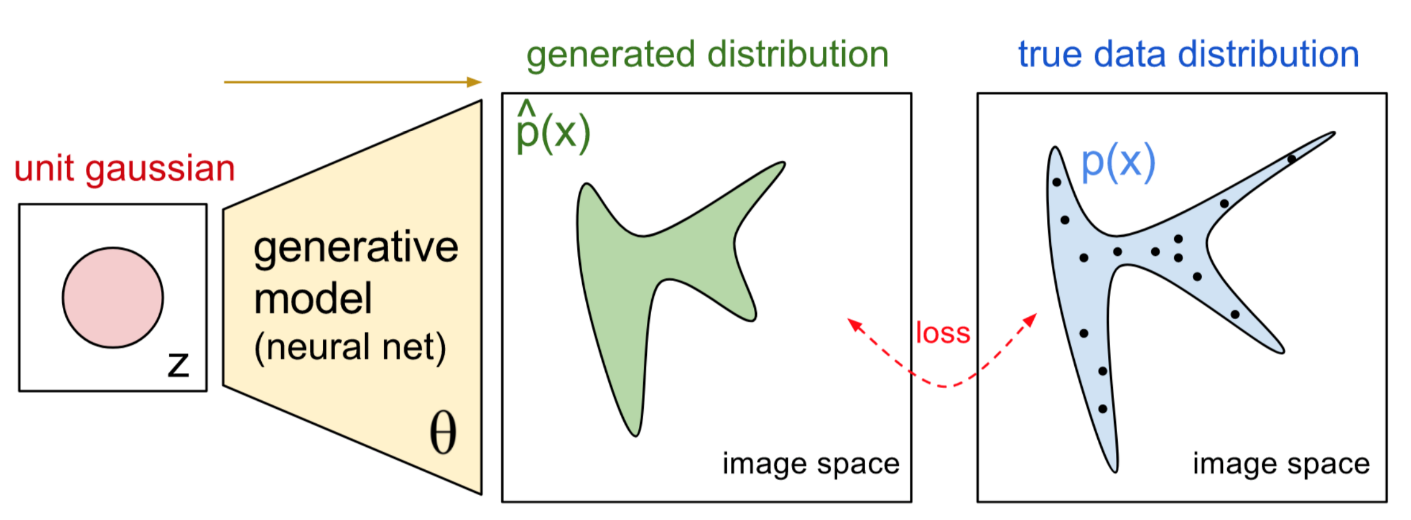 unit gaussian
z
generative
model
(neural net)
θ
generated distribution
p̂(x)
image space
loss
true data distribution
p(x)
image space